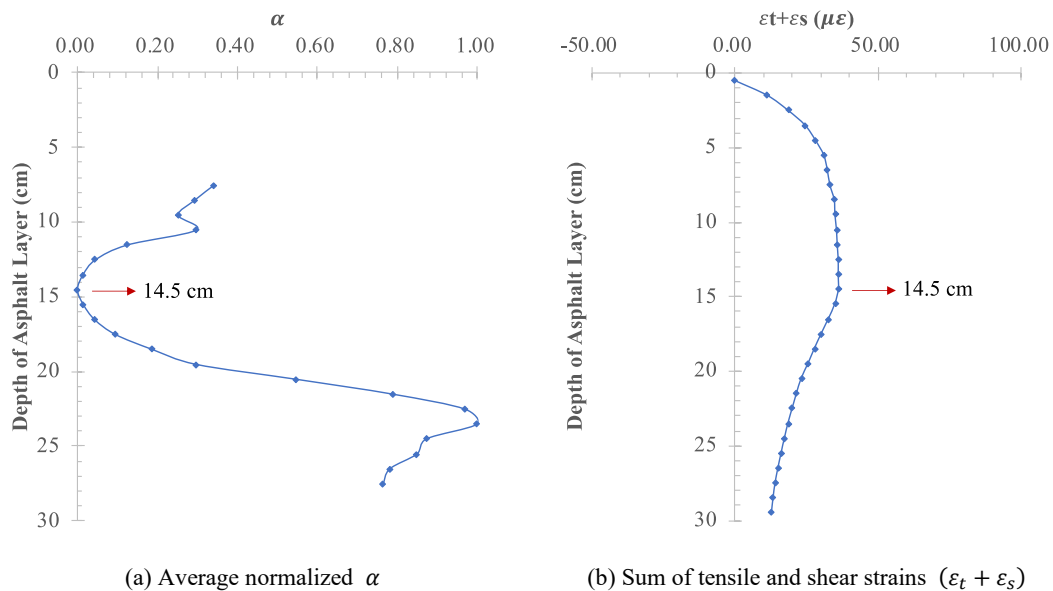 α
0.00 0.20 0.40 0.60 0.80 1.00
0
5
10
15
20
25
30
Depth of Asphalt Layer (cm)
14.5 cm
(a) Average normalized α
εt+εs (με)
-50.00 0.00 50.00 100.00
0
5
10
15
20
25
30
Depth of Asphalt Layer (cm)
14.5 cm
(b) Sum of tensile and shear strains (εₜ + εₛ)